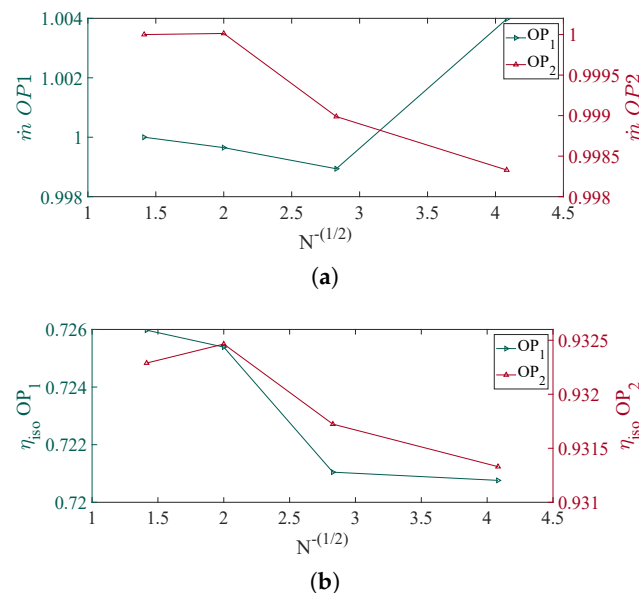 1.004
1.002
1
0.998
ṁ OP1
1
0.9995
0.999
0.9985
0.998
ṁ OP2
OP₁
OP₂
1 1.5 2 2.5 3 3.5 4 4.5
N^-(1/2)
(a)
0.726
0.724
0.722
0.72
η_iso OP₁
0.9325
0.932
0.9315
0.931
η_iso OP₂
OP₁
OP₂
1 1.5 2 2.5 3 3.5 4 4.5
N^-(1/2)
(b)